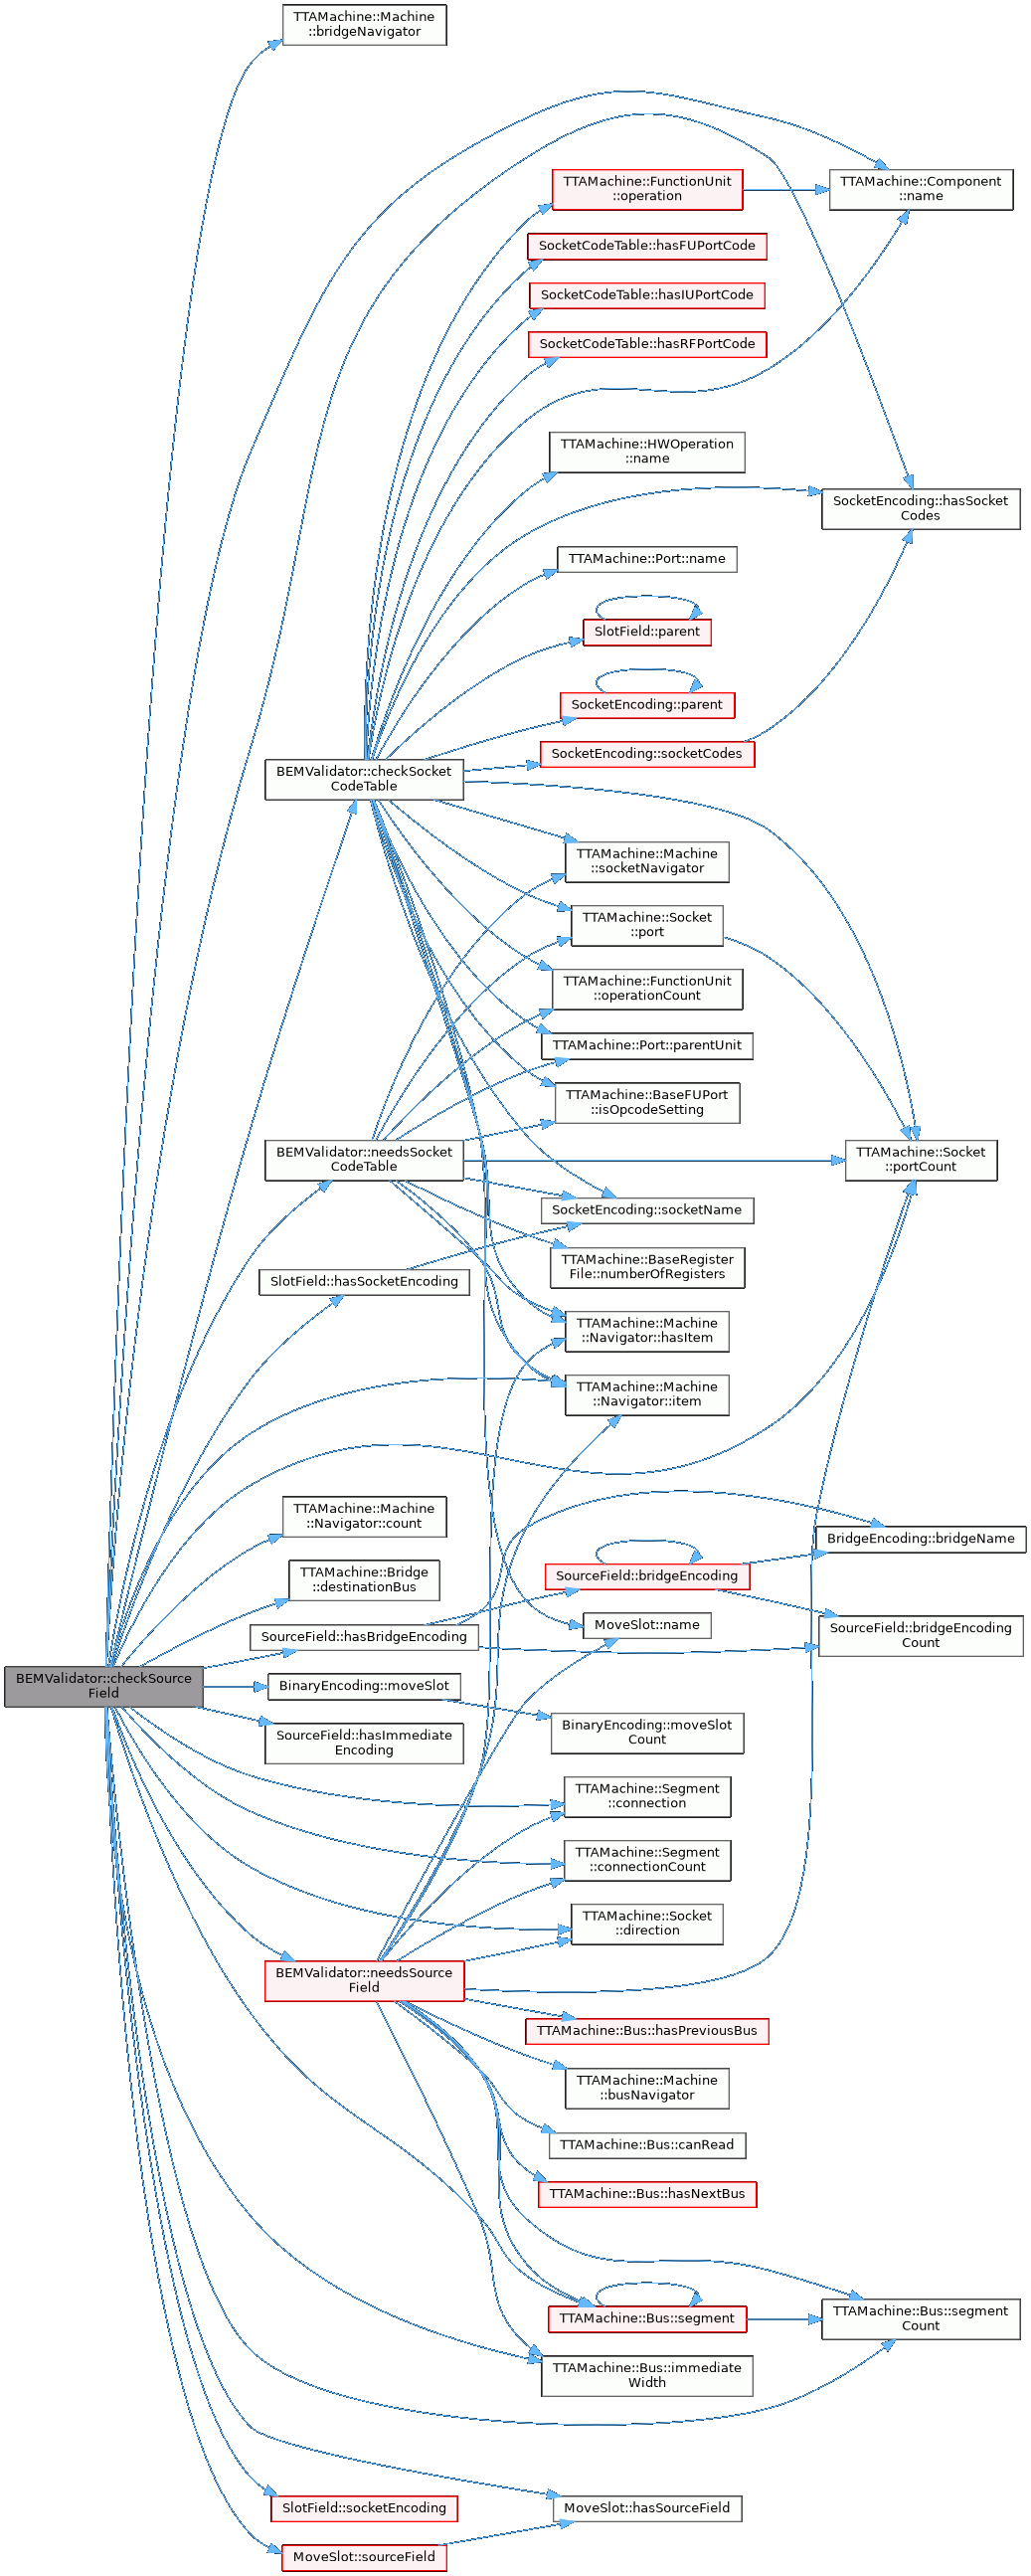 TTAMachine::Machine
::bridgeNavigator
TTAMachine::FunctionUnit
::operation
TTAMachine::Component
::name
SocketCodeTable::hasFUPortCode
SocketCodeTable::hasIUPortCode
SocketCodeTable::hasRFPortCode
TTAMachine::HWOperation
::name
SocketEncoding::hasSocket
Codes
TTAMachine::Port::name
SlotField::parent
SocketEncoding::parent
SocketEncoding::socketCodes
BEMValidator::checkSocket
CodeTable
TTAMachine::Machine
::socketNavigator
TTAMachine::Socket
::port
TTAMachine::FunctionUnit
::operationCount
TTAMachine::Port::parentUnit
TTAMachine::BaseFUPort
::isOpcodeSetting
BEMValidator::needsSocket
CodeTable
TTAMachine::Socket
::portCount
SocketEncoding::socketName
TTAMachine::BaseRegister
File::numberOfRegisters
SlotField::hasSocketEncoding
TTAMachine::Machine
::Navigator::hasItem
TTAMachine::Machine
::Navigator::item
TTAMachine::Machine
::Navigator::count
BridgeEncoding::bridgeName
TTAMachine::Bridge
::destinationBus
SourceField::bridgeEncoding
MoveSlot::name
SourceField::bridgeEncoding
Count
SourceField::hasBridgeEncoding
BEMValidator::checkSource
Field
BinaryEncoding::moveSlot
BinaryEncoding::moveSlot
Count
SourceField::hasImmediate
Encoding
TTAMachine::Segment
::connection
TTAMachine::Segment
::connectionCount
TTAMachine::Socket
::direction
BEMValidator::needsSource
Field
TTAMachine::Bus::hasPreviousBus
TTAMachine::Machine
::busNavigator
TTAMachine::Bus::canRead
TTAMachine::Bus::hasNextBus
TTAMachine::Bus::segment
TTAMachine::Bus::segment
Count
TTAMachine::Bus::immediate
Width
SlotField::socketEncoding
MoveSlot::hasSourceField
MoveSlot::sourceField